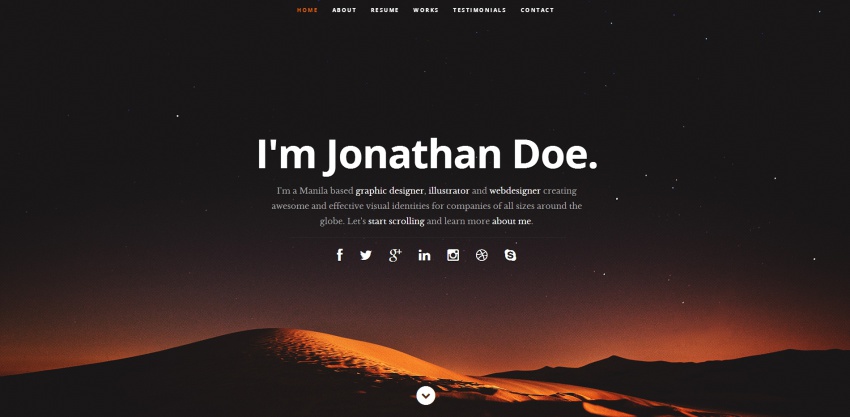 HOME ABOUT RESUME WORKS TESTIMONIALS CONTACT
I'm Jonathan Doe.
I'm a Manila based graphic designer, illustrator and webdesigner creating
awesome and effective visual identities for companies of all sizes around the
globe. Let's start scrolling and learn more about me.